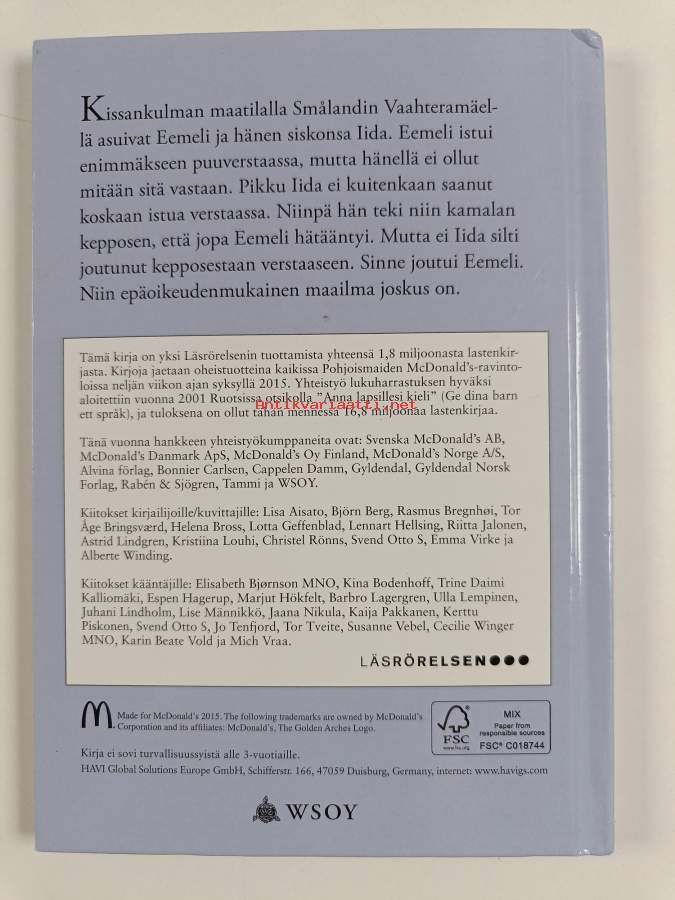 Kissankulman maatilalla Smålandin Vaahteramäel-
lä asuivat Eemeli ja hänen siskonsa Iida. Eemeli istui
enimmäkseen puuverstaassa, mutta hänellä ei ollut
mitään sitä vastaan. Pikku Iida ei kuitenkaan saanut
koskaan istua verstaassa. Niinpä hän teki niin kamalan
kepposen, että jopa Eemeli hätääntyi. Mutta ei Iida silti
joutunut kepposestaan verstaaseen. Sinne joutui Eemeli.
Niin epäoikeudenmukainen maailma joskus on.
Tämä kirja on yksi Läsrörelsenin tuottamista yhteensä 1,8 miljoonasta lastenkir-
jasta. Kirjoja jaetaan oheistuotteina kaikissa Pohjoismaiden McDonald's-ravinto-
loissa neljän viikon ajan syksyllä 2015. Yhteistyö lukuharrastuksen hyväksi
aloitettiin vuonna 2001 Ruotsissa otsikolla "Anna lapsillesi kieli" (Ge dina barn
Antikvariaatti.net
ett språk), ja tuloksena on ollut tähän mennessä 16,8 miljoonaa lastenkirjaa.
Tänä vuonna hankkeen yhteistyökumppaneita ovat: Svenska McDonald's AB,
McDonald's Danmark ApS, McDonald's Oy Finland, McDonald's Norge A/S,
Alvina förlag, Bonnier Carlsen, Cappelen Damm, Gyldendal, Gyldendal Norsk
Forlag, Rabén & Sjögren, Tammi ja WSOY.
Kiitokset kirjailijoille/kuvittajille: Lisa Aisato, Björn Berg, Rasmus Bregnhøi, Tor
Åge Bringsværd, Helena Bross, Lotta Geffenblad, Lennart Hellsing, Riitta Jalonen,
Astrid Lindgren, Kristiina Louhi, Christel Rönns, Svend Otto S, Emma Virke ja
Alberte Winding.
Kiitokset kääntäjille: Elisabeth Bjørnson MNO, Kina Bodenhoff, Trine Daimi
Kalliomäki, Espen Hagerup, Marjut Hökfelt, Barbro Lagergren, Ulla Lempinen,
Juhani Lindholm, Lise Männikkö, Jaana Nikula, Kaija Pakkanen, Kerttu
Piskonen, Svend Otto S, Jo Tenfjord, Tor Tveite, Susanne Vebel, Cecilie Winger
MNO, Karin Beate Vold ja Mich Vraa.
LÄSRÖRELSEN
Made for McDonald's 2015. The following trademarks are owned by McDonald's
Corporation and its affiliates: McDonald's, The Golden Arches Logo.
FSC
www.fsc.org
MIX
Paper from
responsible sources
FSC® C018744
Kirja ei sovi turvallisuussyistä alle 3-vuotiaille.
HAVI Global Solutions Europe GmbH, Schifferstr. 166, 47059 Duisburg, Germany, internet: www.havigs.com
WSOY